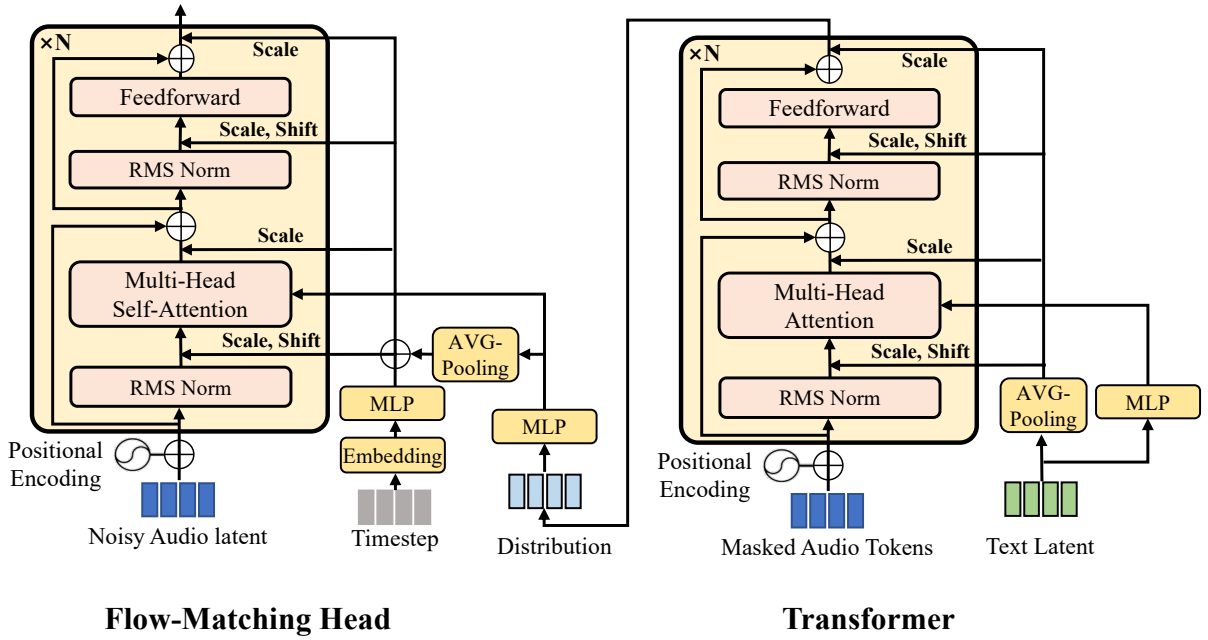 ×N
Scale
Feedforward
Scale, Shift
RMS Norm
Scale
Multi-Head
Self-Attention
Scale, Shift
AVG-
Pooling
RMS Norm
MLP
MLP
Embedding
Positional
Encoding
Noisy Audio latent
Timestep
Distribution
Flow-Matching Head
×N
Scale
Feedforward
Scale, Shift
RMS Norm
Scale
Multi-Head
Attention
Scale, Shift
RMS Norm
AVG-
Pooling
MLP
Positional
Encoding
Masked Audio Tokens
Text Latent
Transformer